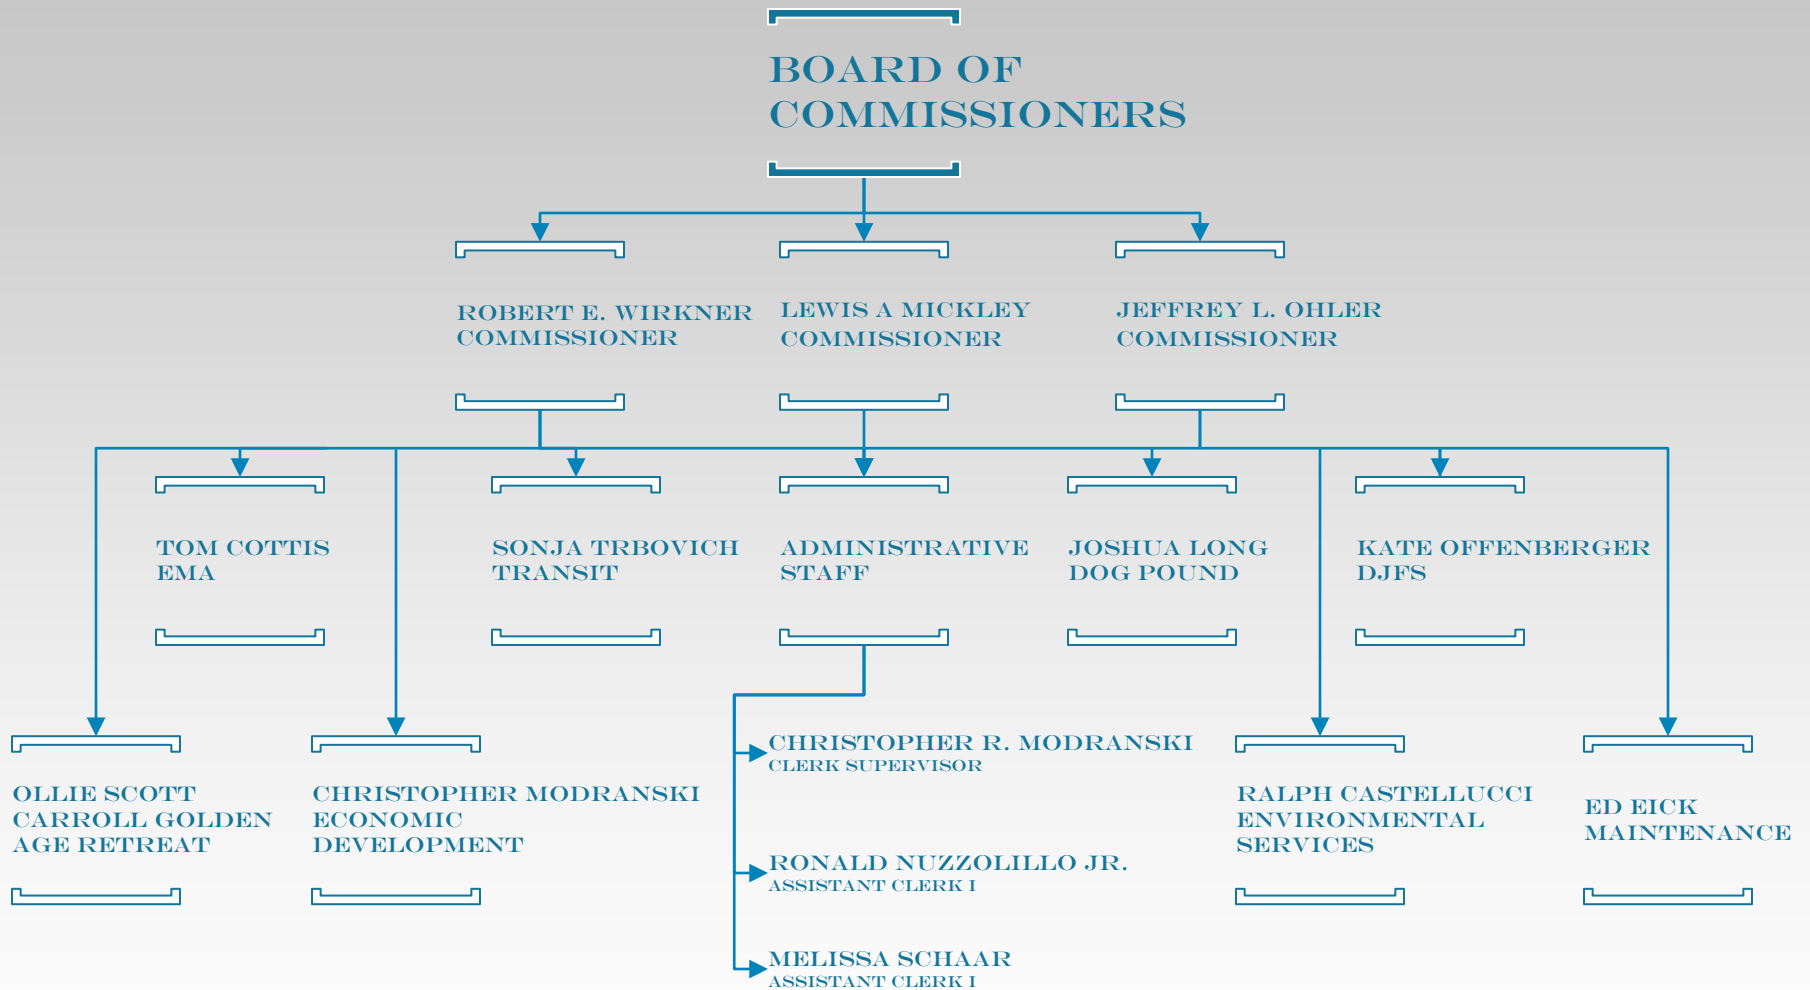 BOARD OF
COMMISSIONERS
ROBERT E. WIRKNER
COMMISSIONER
LEWIS A MICKLEY
COMMISSIONER
JEFFREY L. OHLER
COMMISSIONER
TOM COTTIS
EMA
SONJA TRBOVICH
TRANSIT
ADMINISTRATIVE
STAFF
JOSHUA LONG
DOG POUND
KATE OFFENBERGER
DJFS
OLLIE SCOTT
CARROLL GOLDEN
AGE RETREAT
CHRISTOPHER MODRANSKI
ECONOMIC
DEVELOPMENT
CHRISTOPHER R. MODRANSKI
CLERK SUPERVISOR
RONALD NUZZOLILLO JR.
ASSISTANT CLERK I
MELISSA SCHAAR
ASSISTANT CLERK I
RALPH CASTELLUCCI
ENVIRONMENTAL
SERVICES
ED EICK
MAINTENANCE